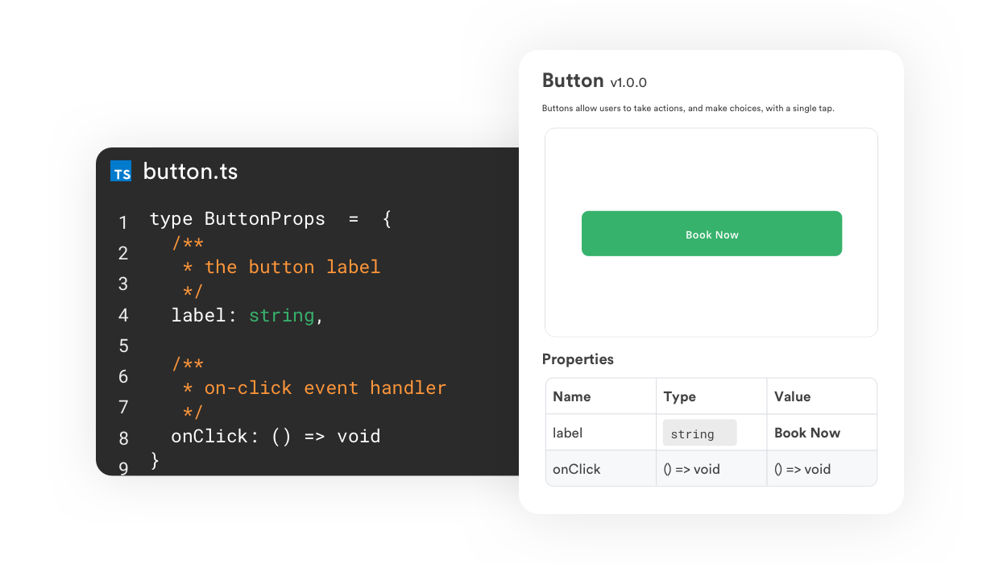 TS button.ts
1
2
3
4
5
6
7
8
9
type ButtonProps  =  {
  /**
   * the button label
   */
  label: string,
  /**
   * on-click event handler
   */
  onClick: () => void
}
Button v1.0.0
Buttons allow users to take actions, and make choices, with a single tap.
Book Now
Properties
Name Type Value
label string Book Now
onClick () => void () => void